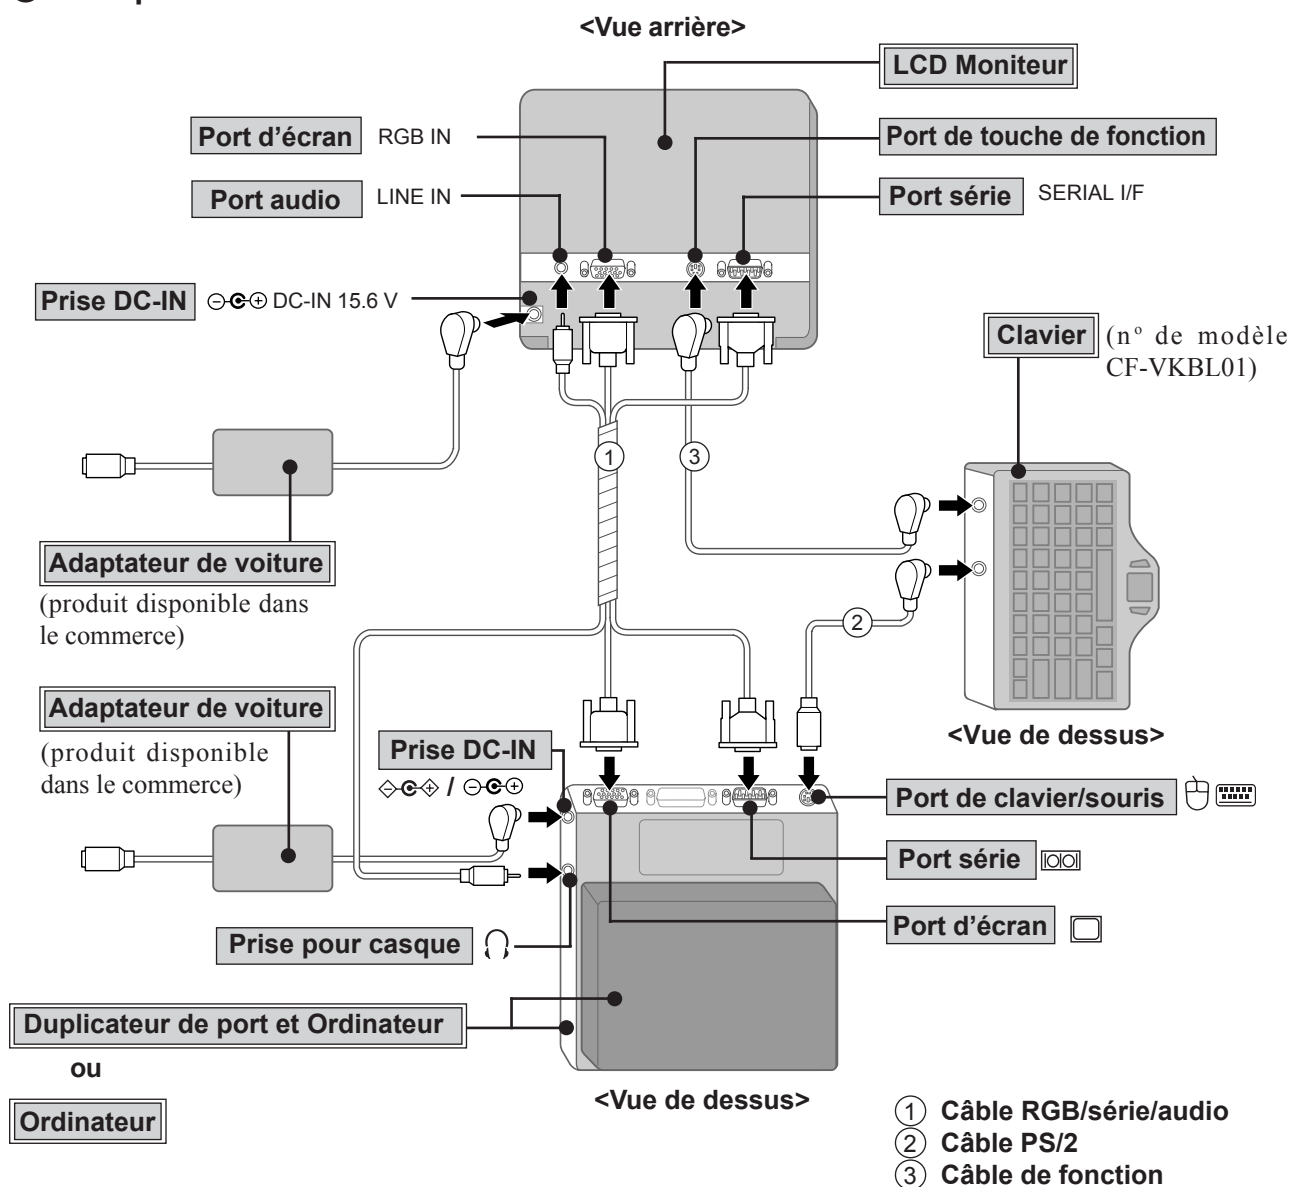 <Vue arrière>
LCD Moniteur
Port d’écran RGB IN
Port de touche de fonction
Port audio LINE IN
Port série SERIAL I/F
Prise DC-IN DC-IN 15.6 V
Clavier (n° de modèle
CF-VKBL01)
1
3
Adaptateur de voiture
(produit disponible dans
le commerce)
2
Adaptateur de voiture
(produit disponible
dans le commerce)
<Vue de dessus>
Prise DC-IN
/
Port de clavier/souris
Port série
Port d’écran
Prise pour casque
Duplicateur de port et Ordinateur
ou
Ordinateur
<Vue de dessus>
1 Câble RGB/série/audio
2 Câble PS/2
3 Câble de fonction